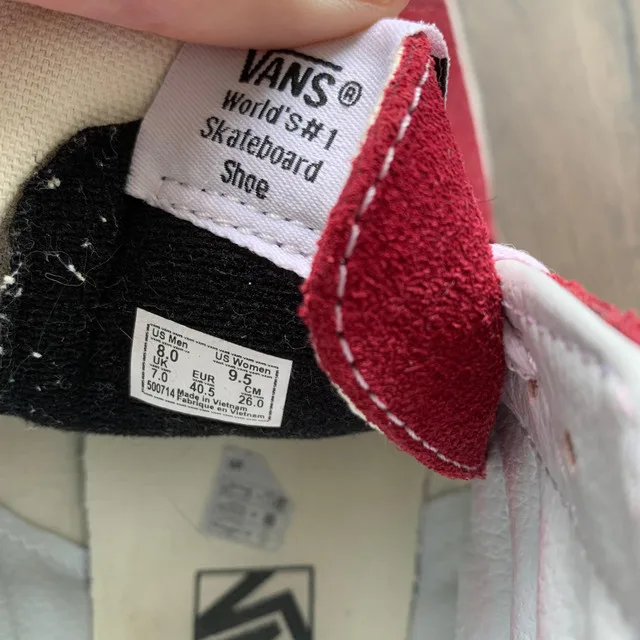 VANS®
World's #1
Skateboard
Shoe
US Men US Women
8.0 9.5
UK EUR CM
7.0 40.5 26.0
500714 Made in Vietnam
Fabriqué en Vietnam